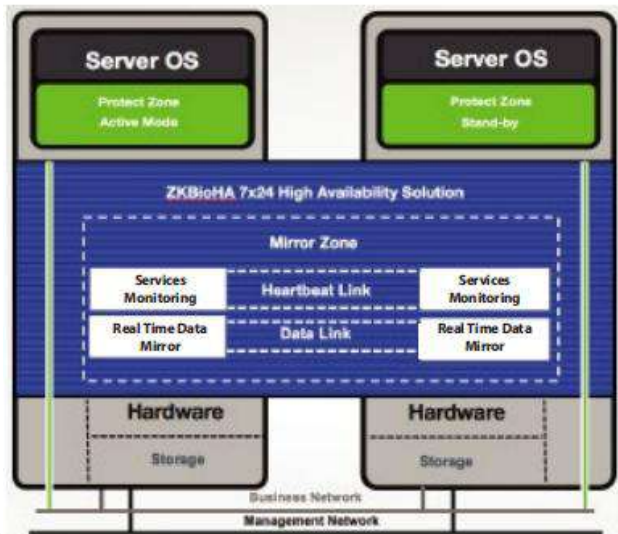 Server OS
Server OS
Protect Zone
Active Mode
Protect Zone
Stand-by
ZKBioHA 7x24 High Availability Solution
Mirror Zone
Services
Monitoring
Heartbeat Link
Services
Monitoring
Real Time Data
Mirror
Data Link
Real Time Data
Mirror
Hardware
Hardware
Storage
Storage
Business Network
Management Network